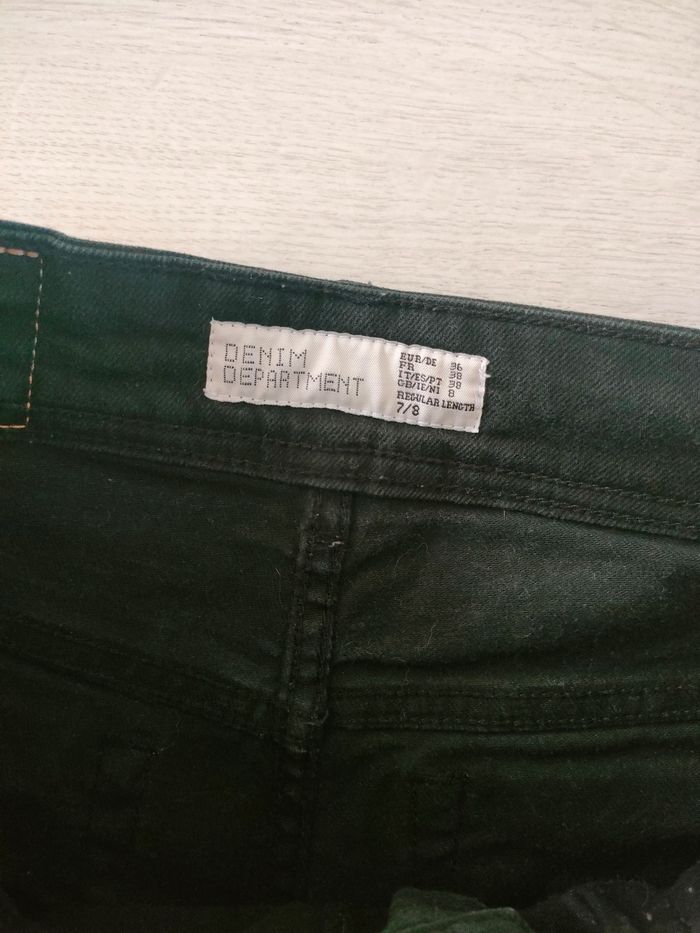 DENIM
DEPARTMENT
EUR/DE 36
FR 38
IT/ES/PT 38
GB/IE/NI 8
REGULAR LENGTH
7/8